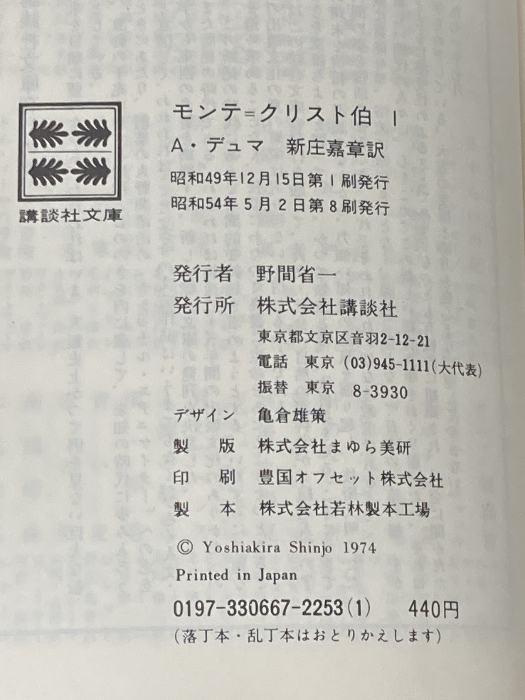 講談社文庫
モンテ=クリスト伯 I
A・デュマ 新庄嘉章訳
昭和49年12月15日第1刷発行
昭和54年5月2日第8刷発行
発行者 野間省一
発行所 株式会社講談社
東京都文京区音羽2-12-21
電話 東京 (03)945-1111(大代表)
振替 東京 8-3930
デザイン 亀倉雄策
製 版 株式会社まゆら美研
印 刷 豊国オフセット株式会社
製 本 株式会社若林製本工場
© Yoshiakira Shinjo 1974
Printed in Japan
0197-330667-2253(1) 440円
(落丁本・乱丁本はおとりかえします)